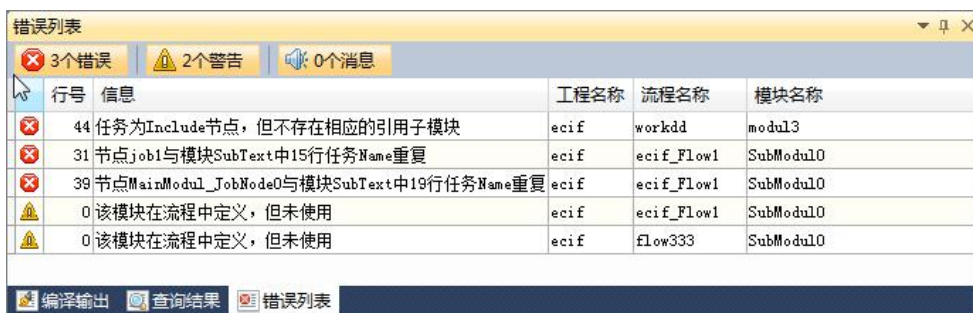 错误列表
3个错误 2个警告 0个消息
行号 信息 工程名称 流程名称 模块名称
44 任务为Include节点，但不存在相应的引用子模块 ecif workdd modul3
31 节点job1与模块SubText中15行任务Name重复 ecif ecif_Flow1 SubModul0
39 节点MainModul_JobNode0与模块SubText中19行任务Name重复 ecif ecif_Flow1 SubModul0
0 该模块在流程中定义，但未使用 ecif ecif_Flow1 SubModul0
0 该模块在流程中定义，但未使用 ecif flow333 SubModul0
编译输出 查询结果 错误列表